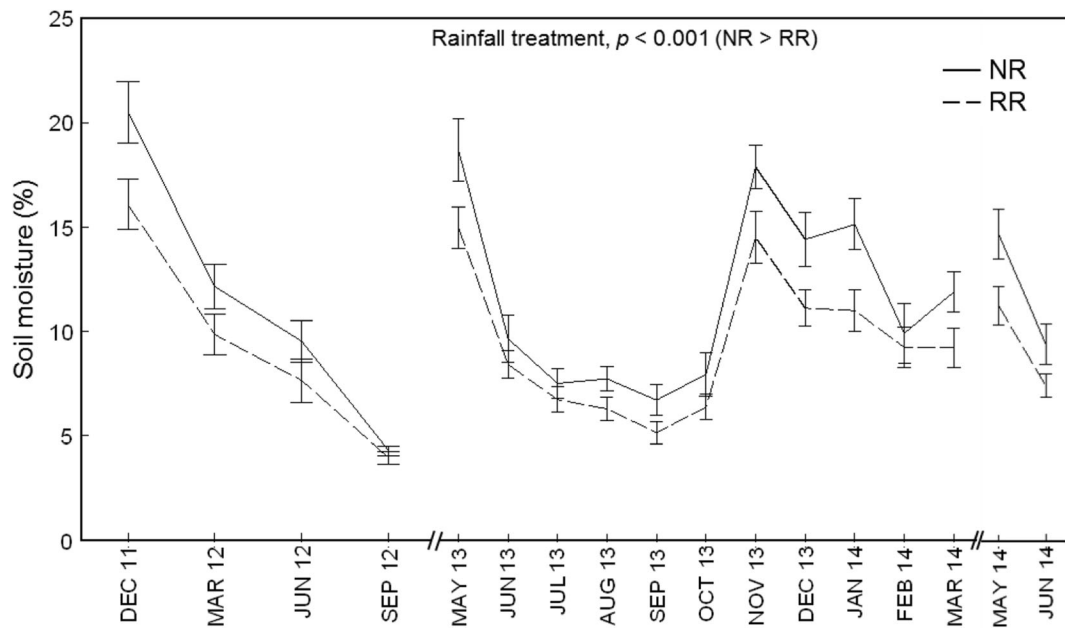 Rainfall treatment, p < 0.001 (NR > RR)
NR
RR
Soil moisture (%)
25
20
15
10
5
0
DEC 11
MAR 12
JUN 12
SEP 12
MAY 13
JUN 13
JUL 13
AUG 13
SEP 13
OCT 13
NOV 13
DEC 13
JAN 14
FEB 14
MAR 14
MAY 14
JUN 14